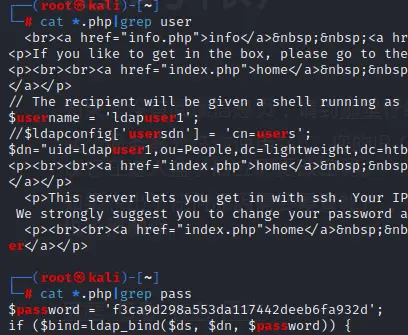 ┌──(root㉿kali)-[~]
└─# cat *.php|grep user
<br><a href="info.php">info</a>&nbsp;&nbsp;<a hr
<p>If you like to get in the box, please go to the
<p><br><br><a href="index.php">home</a>&nbsp;&nbsp
</a></p>
// The recipient will be given a shell running as
$username = 'ldapuser1';
//$ldapconfig['usersdn'] = 'cn=users';
$dn="uid=ldapuser1,ou=People,dc=lightweight,dc=htb
<p><br><br><a href="index.php">home</a>&nbsp;&nbsp
</a></p>
<p>This server lets you get in with ssh. Your IP
We strongly suggest you to change your password a
<p><br><br><a href="index.php">home</a>&nbsp;&nbsp
er</a></p>
┌──(root㉿kali)-[~]
└─# cat *.php|grep pass
$password = 'f3ca9d298a553da117442deeb6fa932d';
if ($bind=ldap_bind($ds, $dn, $password)) {